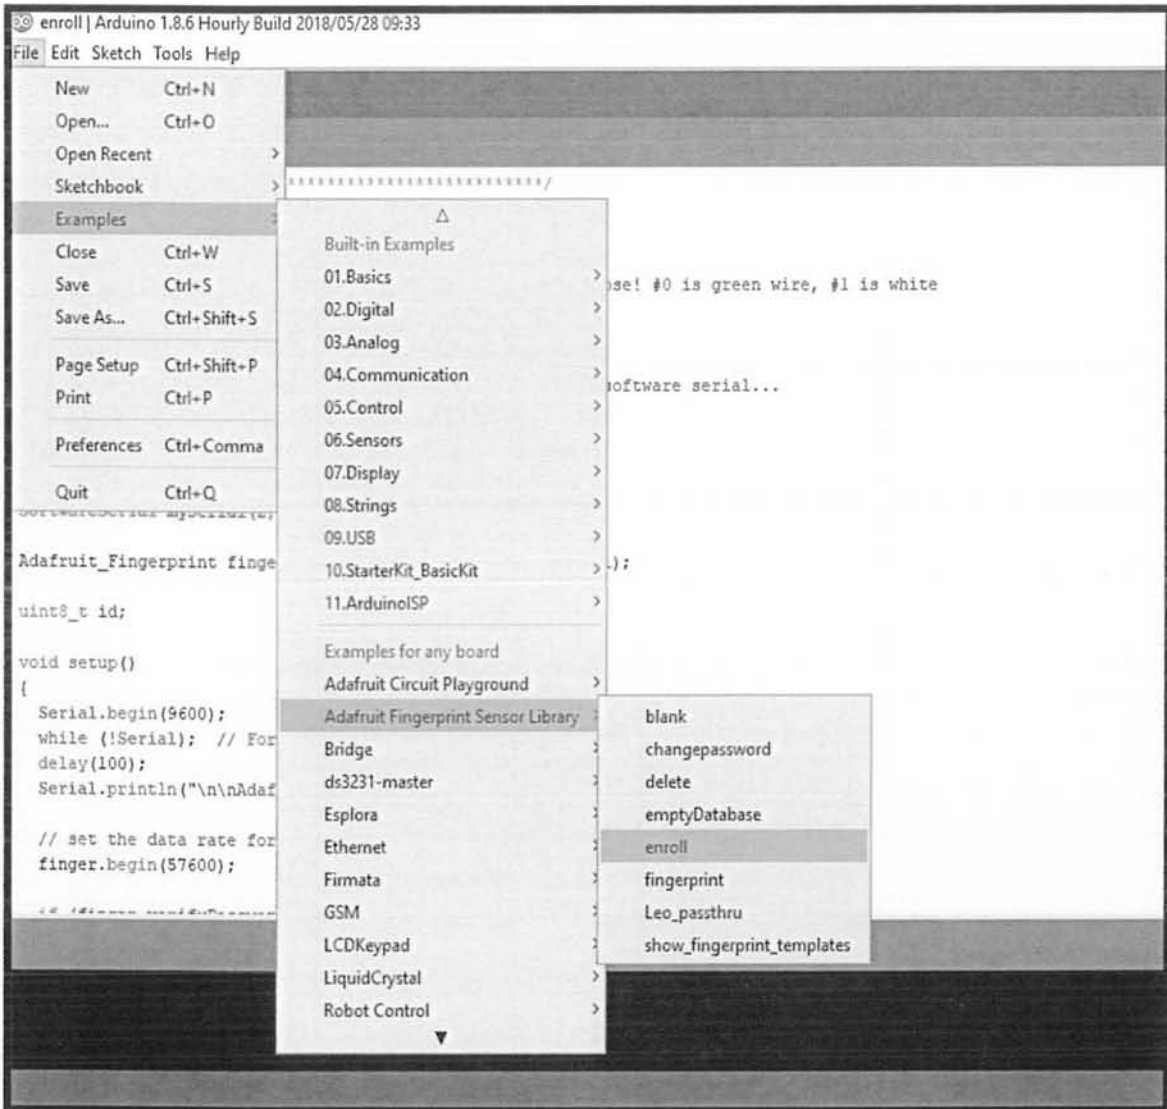 enroll | Arduino 1.8.6 Hourly Build 2018/05/28 09:33
File Edit Sketch Tools Help
New Ctrl+N
Open... Ctrl+O
Open Recent >
Sketchbook >
Examples >
Close Ctrl+W
Save Ctrl+S
Save As... Ctrl+Shift+S
Page Setup Ctrl+Shift+P
Print Ctrl+P
Preferences Ctrl+Comma
Quit Ctrl+Q
Built-in Examples
01.Basics >
02.Digital >
03.Analog >
04.Communication >
05.Control >
06.Sensors >
07.Display >
08.Strings >
09.USB >
10.StarterKit_BasicKit >
11.ArduinoISP >
Examples for any board
Adafruit Circuit Playground >
Adafruit Fingerprint Sensor Library >
Bridge >
ds3231-master >
Esplora >
Ethernet >
Firmata >
GSM >
LCDKeypad >
LiquidCrystal >
Robot Control >
blank
changepassword
delete
emptyDatabase
enroll
fingerprint
Leo_passthru
show_fingerprint_templates
**************************/
ose! #0 is green wire, #1 is white
oftware serial...
Adafruit_Fingerprint finge
);
uint8_t id;
void setup()
{
Serial.begin(9600);
while (!Serial); // For
delay(100);
Serial.println("\n\nAdaf
// set the data rate for
finger.begin(57600);